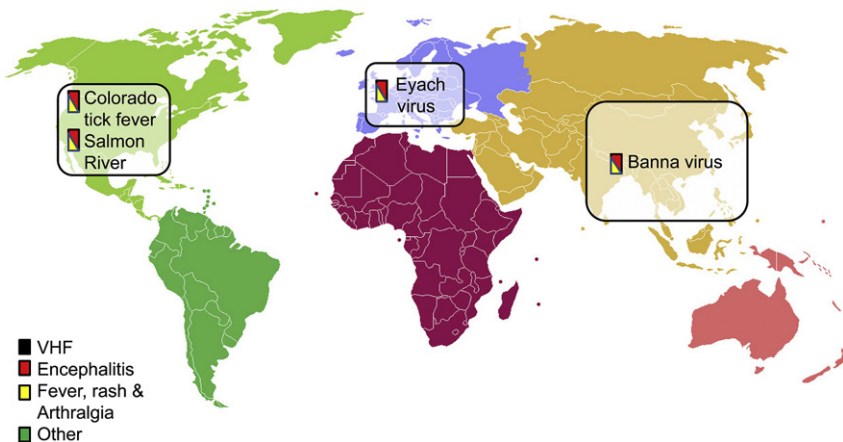 Colorado
tick fever
Salmon
River
Eyach
virus
Banna virus
VHF
Encephalitis
Fever, rash &
Arthralgia
Other